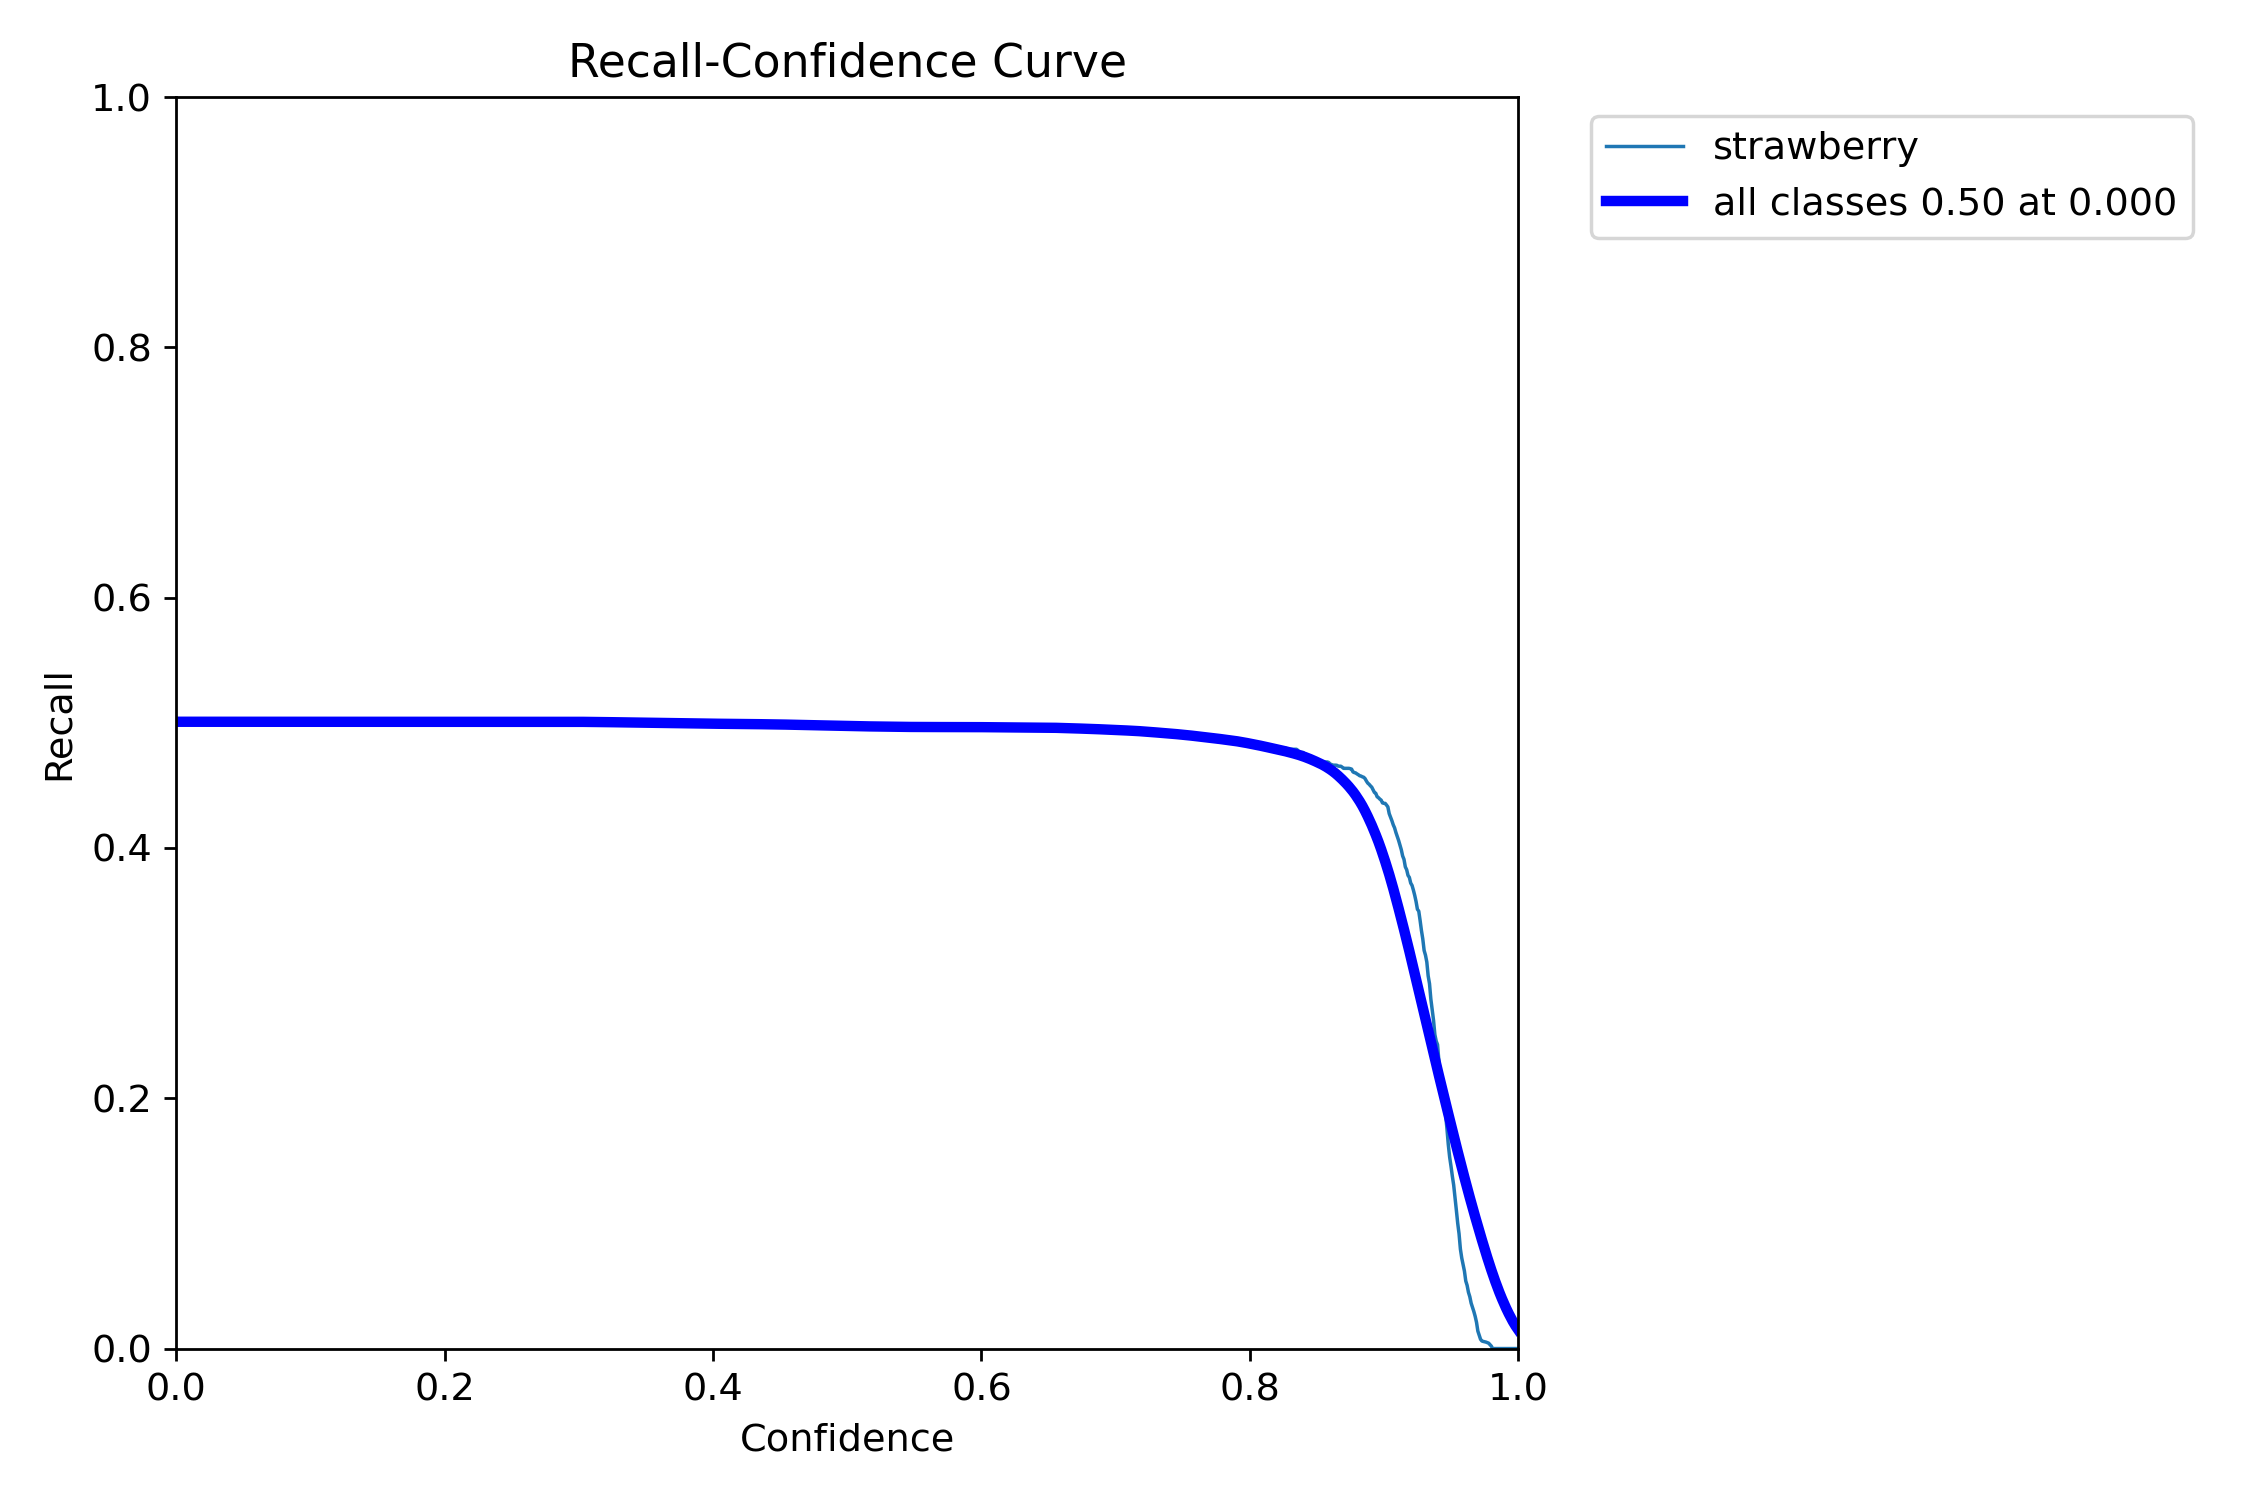 Recall-Confidence Curve
1.0
0.8
0.6
0.4
0.2
0.0
Recall
0.0 0.2 0.4 0.6 0.8 1.0
Confidence
strawberry
all classes 0.50 at 0.000